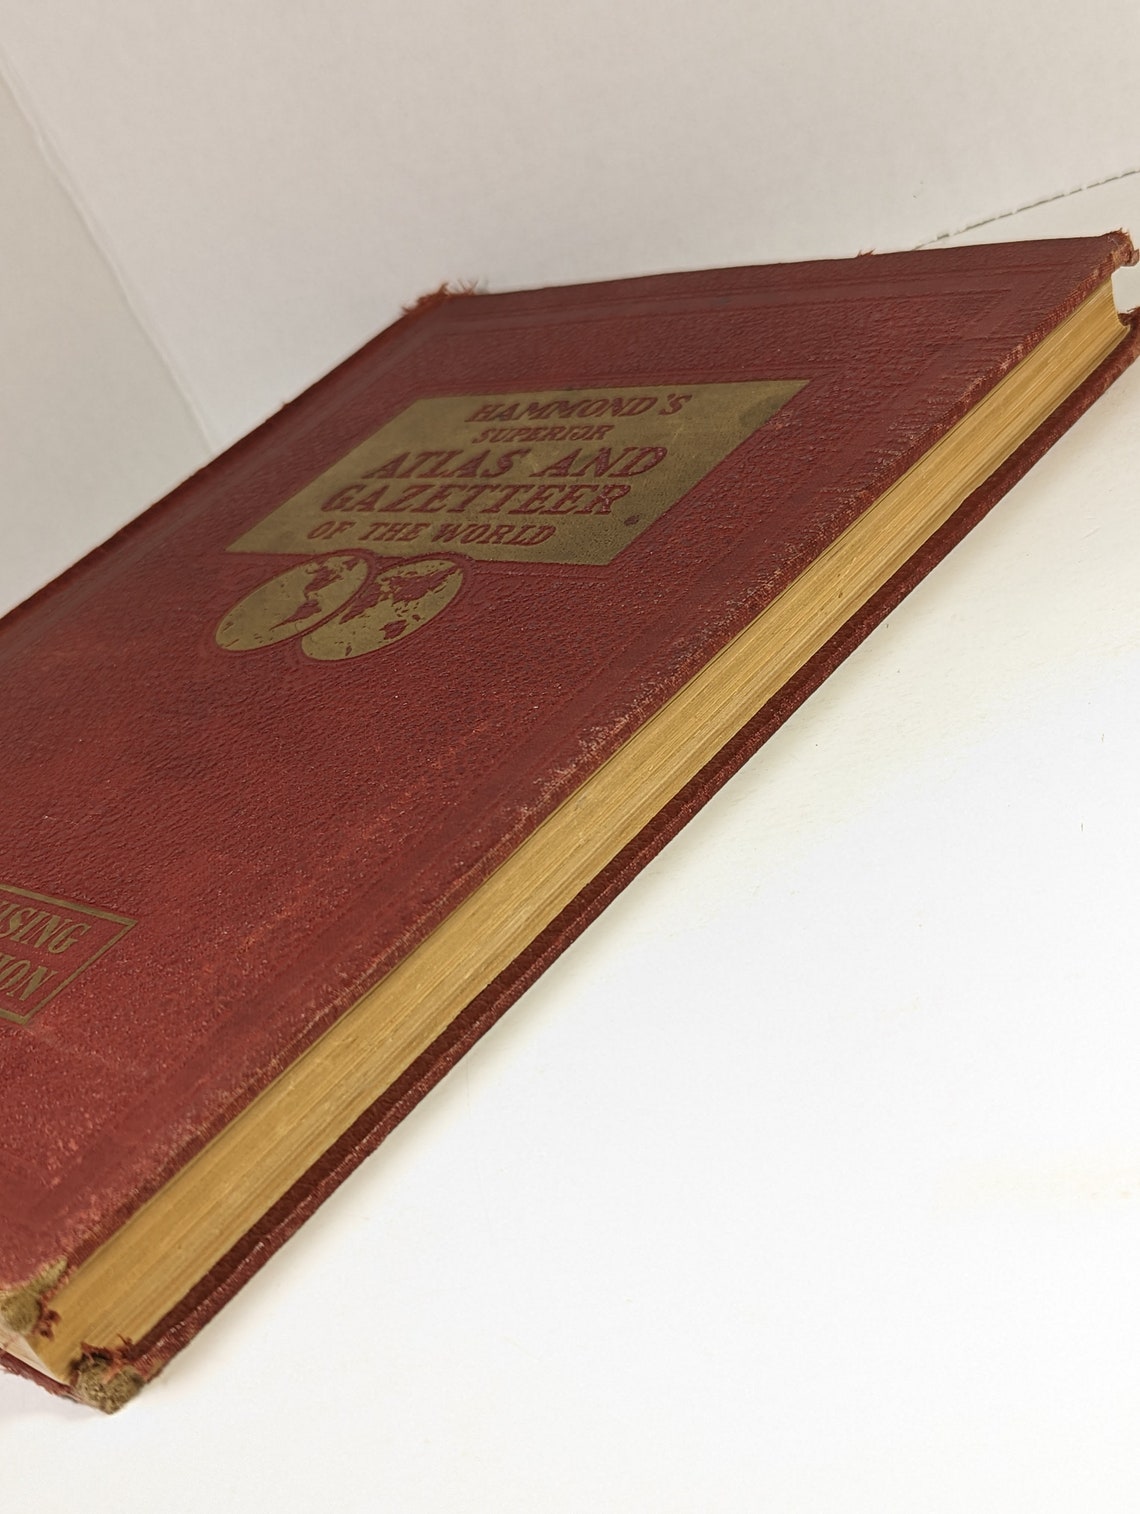 HAMMOND'S
SUPERIOR
ATLAS AND
GAZETTEER
OF THE WORLD